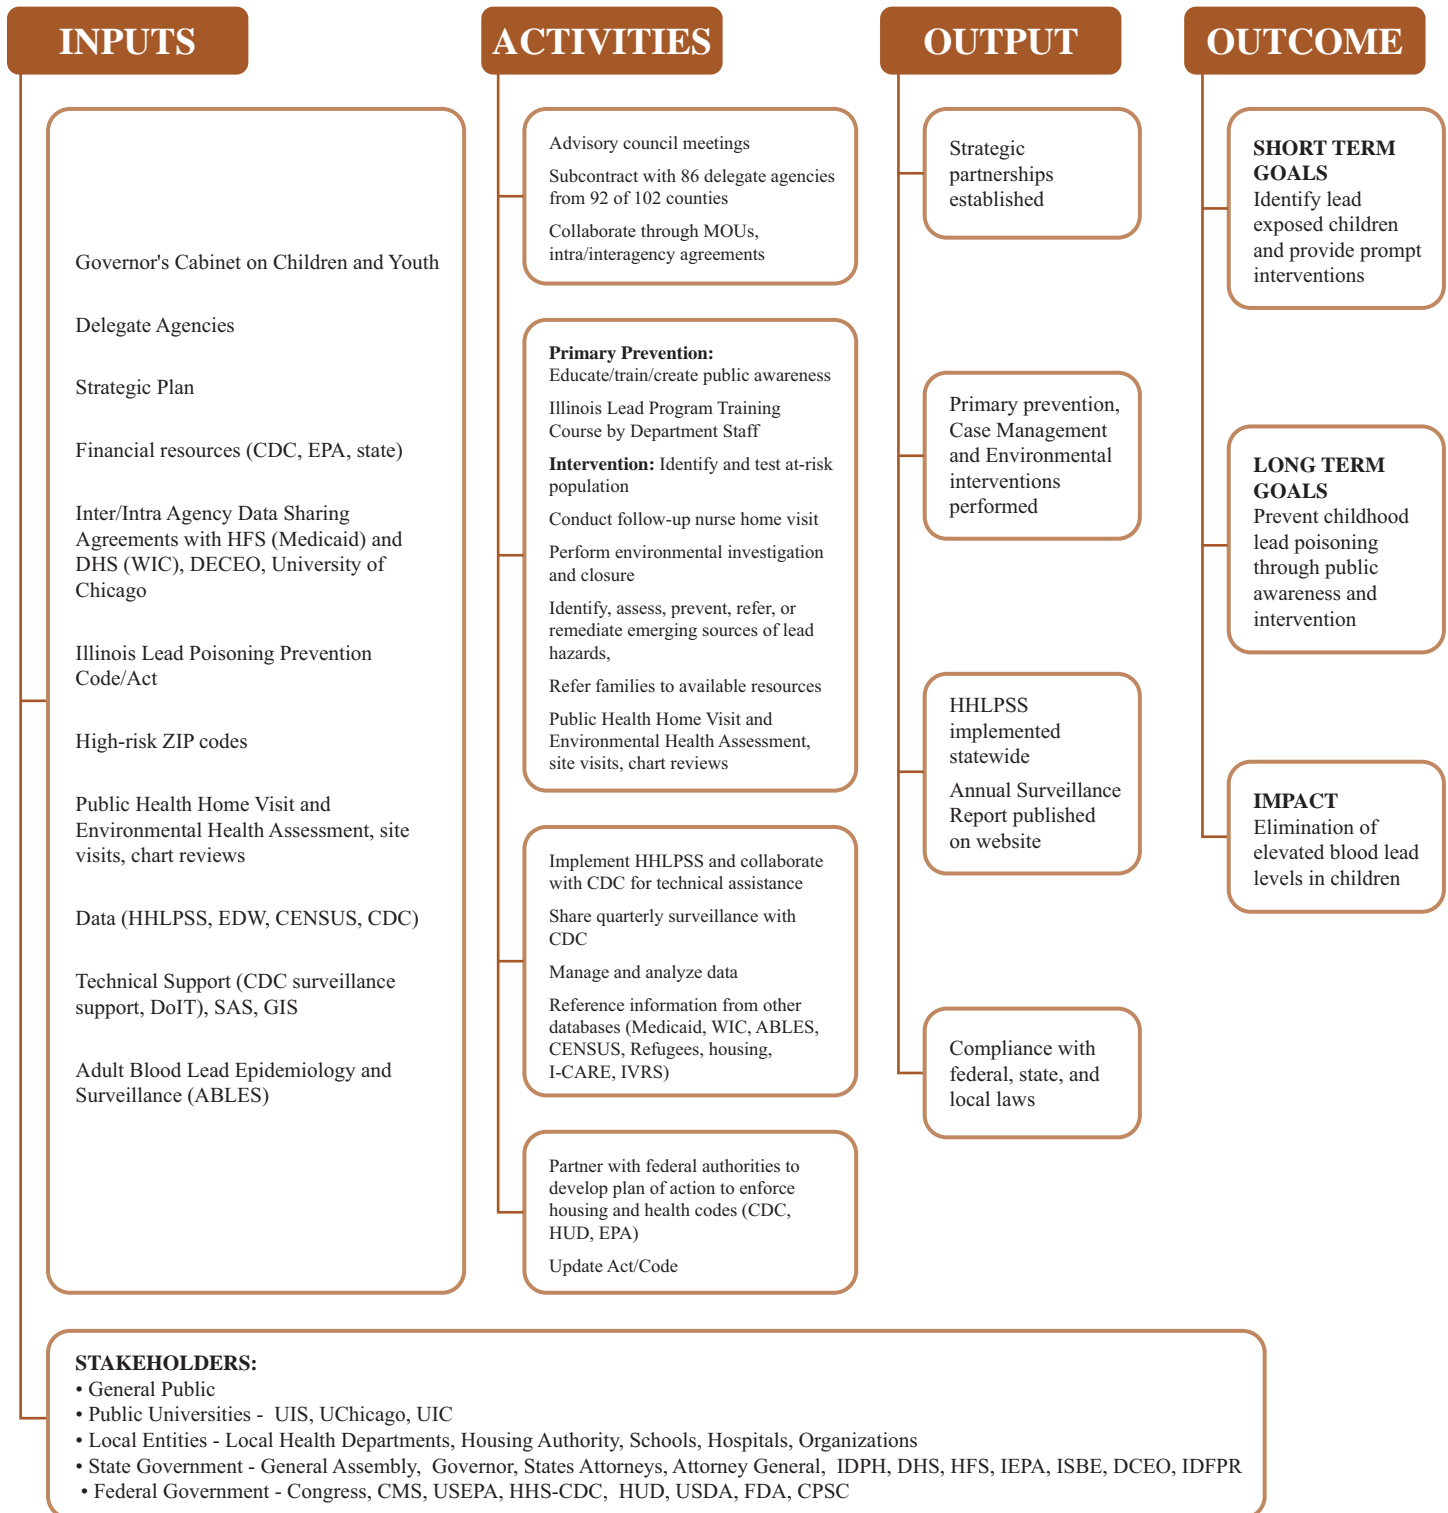 INPUTS
Governor's Cabinet on Children and Youth
Delegate Agencies
Strategic Plan
Financial resources (CDC, EPA, state)
Inter/Intra Agency Data Sharing
Agreements with HFS (Medicaid) and
DHS (WIC), DECEO, University of
Chicago
Illinois Lead Poisoning Prevention
Code/Act
High-risk ZIP codes
Public Health Home Visit and
Environmental Health Assessment, site
visits, chart reviews
Data (HHLPSS, EDW, CENSUS, CDC)
Technical Support (CDC surveillance
support, DoIT), SAS, GIS
Adult Blood Lead Epidemiology and
Surveillance (ABLES)
ACTIVITIES
Advisory council meetings
Subcontract with 86 delegate agencies
from 92 of 102 counties
Collaborate through MOUs,
intra/interagency agreements
Primary Prevention:
Educate/train/create public awareness
Illinois Lead Program Training
Course by Department Staff
Intervention: Identify and test at-risk
population
Conduct follow-up nurse home visit
Perform environmental investigation
and closure
Identify, assess, prevent, refer, or
remediate emerging sources of lead
hazards,
Refer families to available resources
Public Health Home Visit and
Environmental Health Assessment,
site visits, chart reviews
Implement HHLPSS and collaborate
with CDC for technical assistance
Share quarterly surveillance with
CDC
Manage and analyze data
Reference information from other
databases (Medicaid, WIC, ABLES,
CENSUS, Refugees, housing,
I-CARE, IVRS)
Partner with federal authorities to
develop plan of action to enforce
housing and health codes (CDC,
HUD, EPA)
Update Act/Code
OUTPUT
Strategic
partnerships
established
Primary prevention,
Case Management
and Environmental
interventions
performed
HHLPSS
implemented
statewide
Annual Surveillance
Report published
on website
Compliance with
federal, state, and
local laws
OUTCOME
SHORT TERM
GOALS
Identify lead
exposed children
and provide prompt
interventions
LONG TERM
GOALS
Prevent childhood
lead poisoning
through public
awareness and
intervention
IMPACT
Elimination of
elevated blood lead
levels in children
STAKEHOLDERS:
• General Public
• Public Universities - UIS, UChicago, UIC
• Local Entities - Local Health Departments, Housing Authority, Schools, Hospitals, Organizations
• State Government - General Assembly, Governor, States Attorneys, Attorney General, IDPH, DHS, HFS, IEPA, ISBE, DCEO, IDFPR
• Federal Government - Congress, CMS, USEPA, HHS-CDC, HUD, USDA, FDA, CPSC